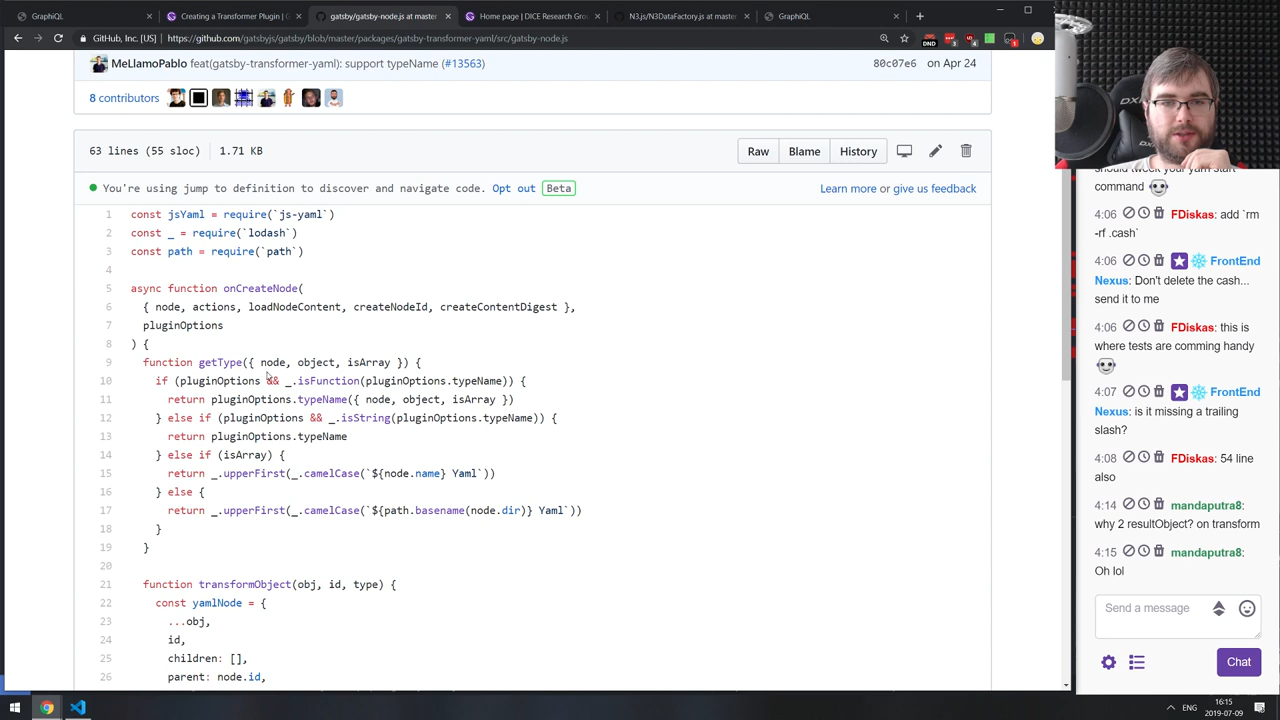 GraphiQL
Creating a Transformer Plugin | G
gatsby/gatsby-node.js at master
Home page | DICE Research Grou
N3.js/N3DataFactory.js at master
GraphiQL
GitHub, Inc. [US]
https://github.com/gatsbyjs/gatsby/blob/master/packages/gatsby-transformer-yaml/src/gatsby-node.js
MeLlamoPablo feat(gatsby-transformer-yaml): support typeName (#13563)
80c07e6 on Apr 24
8 contributors
63 lines (55 sloc) 1.71 KB
Raw Blame History
You're using jump to definition to discover and navigate code. Opt out Beta
Learn more or give us feedback
1 const jsYaml = require(`js-yaml`)
2 const _ = require(`lodash`)
3 const path = require(`path`)
4
5 async function onCreateNode(
6 { node, actions, loadNodeContent, createNodeId, createContentDigest },
7 pluginOptions
8 ) {
9 function getType({ node, object, isArray }) {
10 if (pluginOptions && _.isFunction(pluginOptions.typeName)) {
11 return pluginOptions.typeName({ node, object, isArray })
12 } else if (pluginOptions && _.isString(pluginOptions.typeName)) {
13 return pluginOptions.typeName
14 } else if (isArray) {
15 return _.upperFirst(_.camelCase(`${node.name} Yaml`))
16 } else {
17 return _.upperFirst(_.camelCase(`${path.basename(node.dir)} Yaml`))
18 }
19 }
20
21 function transformObject(obj, id, type) {
22 const yamlNode = {
23 ...obj,
24 id,
25 children: [],
26 parent: node.id,
should tweek your yarn start
command
4:06 FDiskas: add `rm
-rf .cash`
4:06 FrontEnd
Nexus: Don't delete the cash...
send it to me
4:06 FDiskas: this is
where tests are comming handy
4:07 FrontEnd
Nexus: is it missing a trailing
slash?
4:08 FDiskas: 54 line
also
4:14 mandaputra8:
why 2 resultObject? on transform
4:15 mandaputra8:
Oh lol
Send a message
Chat
ENG
16:15
2019-07-09